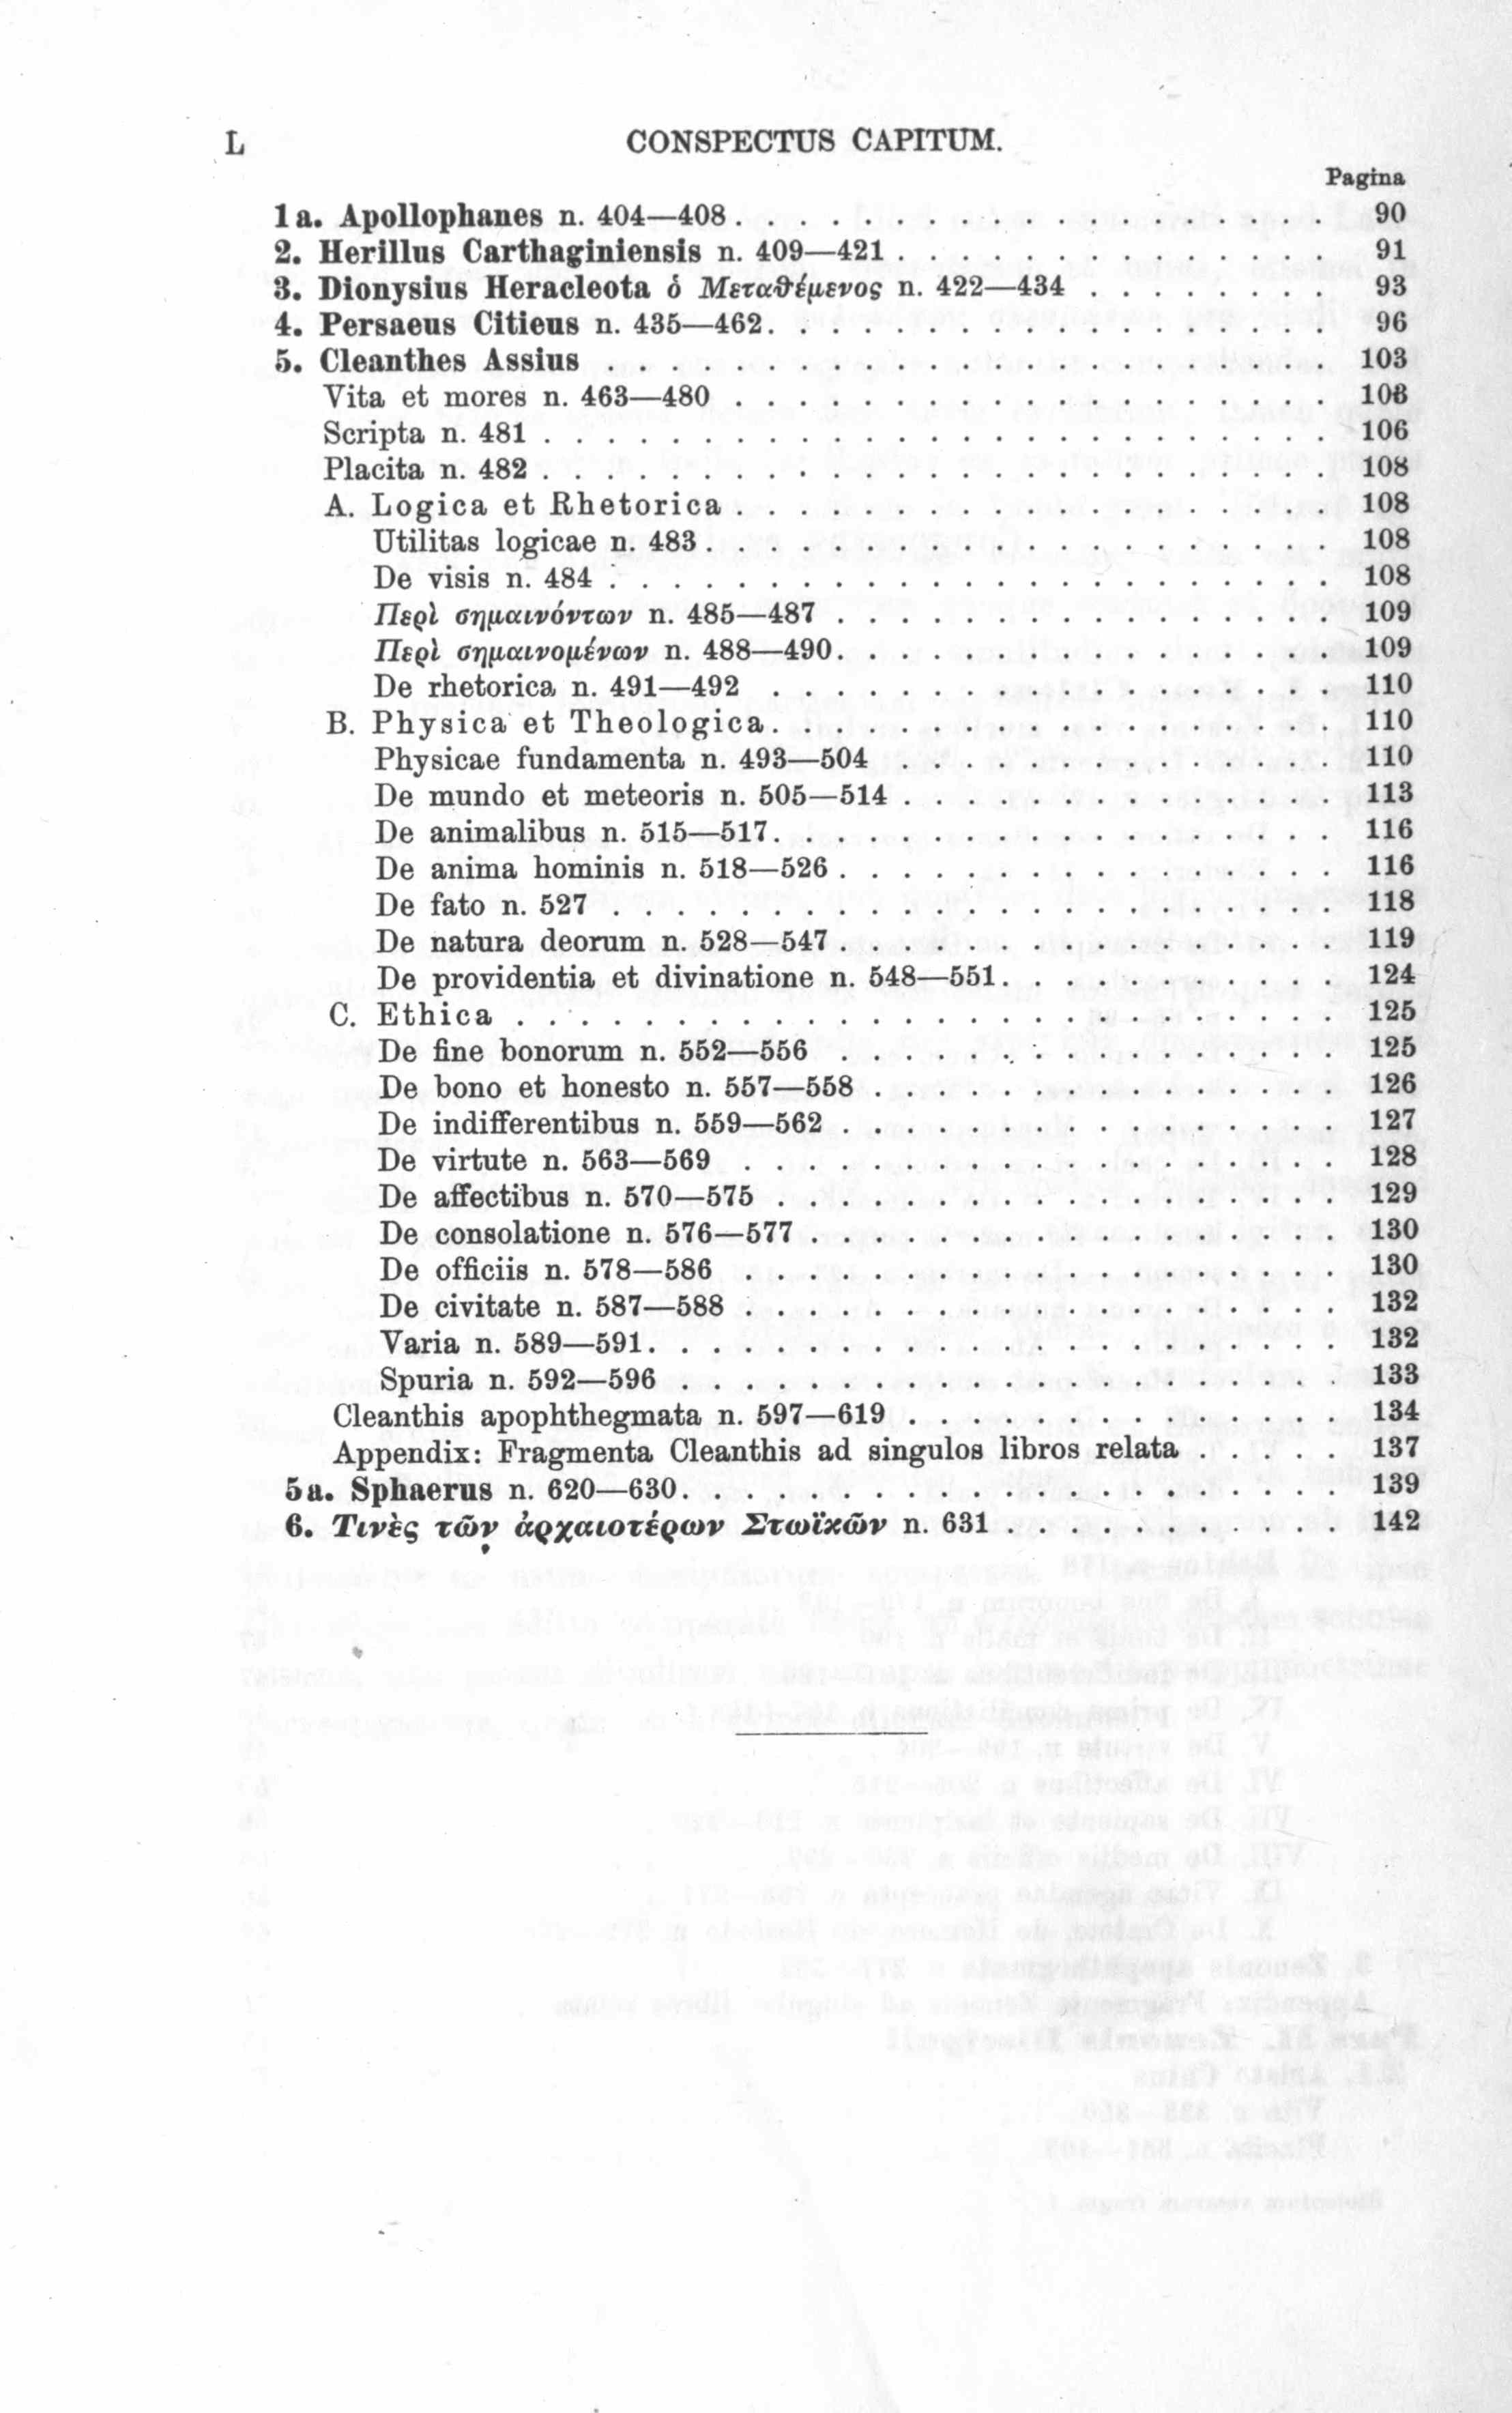 L CONSPECTUS CAPITUM.
Pagina
1a. Apollophanes n. 404—408 . . . . . . . . . . . . . . . . . . . 90
2. Herillus Carthaginiensis n. 409—421 . . . . . . . . . . . . . . 91
3. Dionysius Heracleota ὁ Μεταθέμενος n. 422—434 . . . . . . . . 93
4. Persaeus Citieus n. 435—462 . . . . . . . . . . . . . . . . . . 96
5. Cleanthes Assius . . . . . . . . . . . . . . . . . . . . . . . 103
Vita et mores n. 463—480 . . . . . . . . . . . . . . . . . . . 103
Scripta n. 481 . . . . . . . . . . . . . . . . . . . . . . . . . 106
Placita n. 482 . . . . . . . . . . . . . . . . . . . . . . . . . 108
A. Logica et Rhetorica . . . . . . . . . . . . . . . . . . . 108
Utilitas logicae n. 483 . . . . . . . . . . . . . . . . . . . . 108
De visis n. 484 . . . . . . . . . . . . . . . . . . . . . . . 108
Περὶ σημαινόντων n. 485—487 . . . . . . . . . . . . . . . . 109
Περὶ σημαινομένων n. 488—490 . . . . . . . . . . . . . . . . 109
De rhetorica n. 491—492 . . . . . . . . . . . . . . . . . . 110
B. Physica et Theologica . . . . . . . . . . . . . . . . . . 110
Physicae fundamenta n. 493—504 . . . . . . . . . . . . . . 110
De mundo et meteoris n. 505—514 . . . . . . . . . . . . . . 113
De animalibus n. 515—517 . . . . . . . . . . . . . . . . . . 116
De anima hominis n. 518—526 . . . . . . . . . . . . . . . . 116
De fato n. 527 . . . . . . . . . . . . . . . . . . . . . . . 118
De natura deorum n. 528—547 . . . . . . . . . . . . . . . . 119
De providentia et divinatione n. 548—551 . . . . . . . . . . . 124
C. Ethica . . . . . . . . . . . . . . . . . . . . . . . . . . 125
De fine bonorum n. 552—556 . . . . . . . . . . . . . . . . 125
De bono et honesto n. 557—558 . . . . . . . . . . . . . . . 126
De indifferentibus n. 559—562 . . . . . . . . . . . . . . . . 127
De virtute n. 563—569 . . . . . . . . . . . . . . . . . . . 128
De affectibus n. 570—575 . . . . . . . . . . . . . . . . . . 129
De consolatione n. 576—577 . . . . . . . . . . . . . . . . . 130
De officiis n. 578—586 . . . . . . . . . . . . . . . . . . . 130
De civitate n. 587—588 . . . . . . . . . . . . . . . . . . . 132
Varia n. 589—591 . . . . . . . . . . . . . . . . . . . . . . 132
Spuria n. 592—596 . . . . . . . . . . . . . . . . . . . . . 133
Cleanthis apophthegmata n. 597—619 . . . . . . . . . . . . . . 134
Appendix: Fragmenta Cleanthis ad singulos libros relata . . . . . 137
5a. Sphaerus n. 620—630 . . . . . . . . . . . . . . . . . . . . . 139
6. Τινὲς τῶν ἀρχαιοτέρων Στωϊκῶν n. 631 . . . . . . . . . . . 142